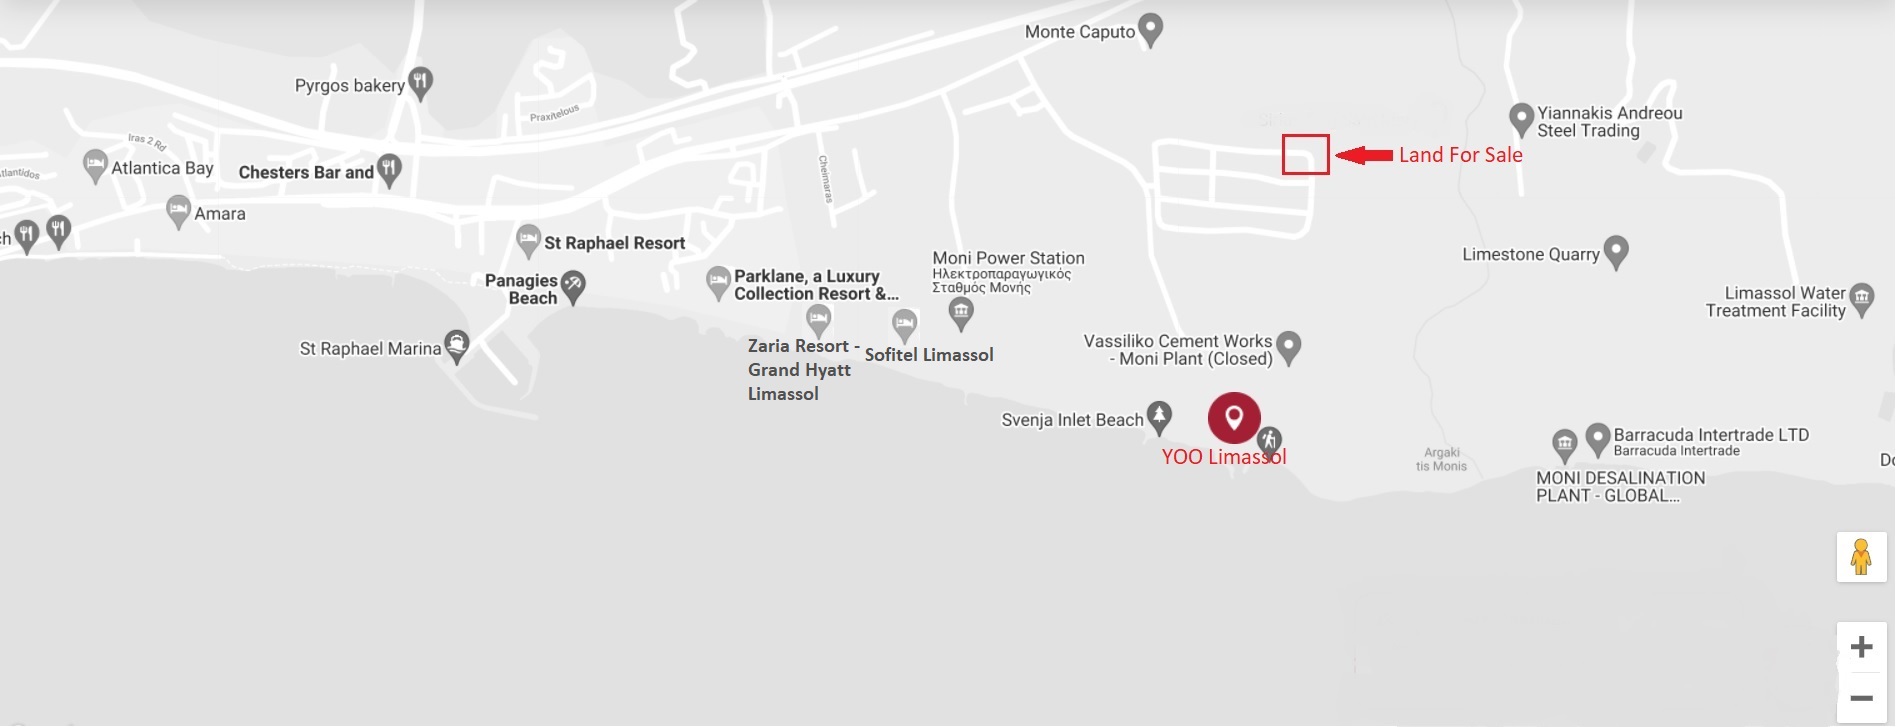 Monte Caputo
Pyrgos bakery
Praxitelous
Yiannakis Andreou
Steel Trading
Land For Sale
Iras 2 Rd
Atlantica Bay
Chesters Bar and
Cheimaras
Amara
St Raphael Resort
Panagies
Beach
Parklane, a Luxury
Collection Resort &...
Moni Power Station
Ηλεκτροπαραγωγικός
Σταθμός Μονής
Limestone Quarry
Limassol Water
Treatment Facility
St Raphael Marina
Zaria Resort -
Grand Hyatt
Limassol
Sofitel Limassol
Vassiliko Cement Works
- Moni Plant (Closed)
Svenja Inlet Beach
YOO Limassol
Argaki
tis Monis
Barracuda Intertrade LTD
Barracuda Intertrade
MONI DESALINATION
PLANT - GLOBAL...